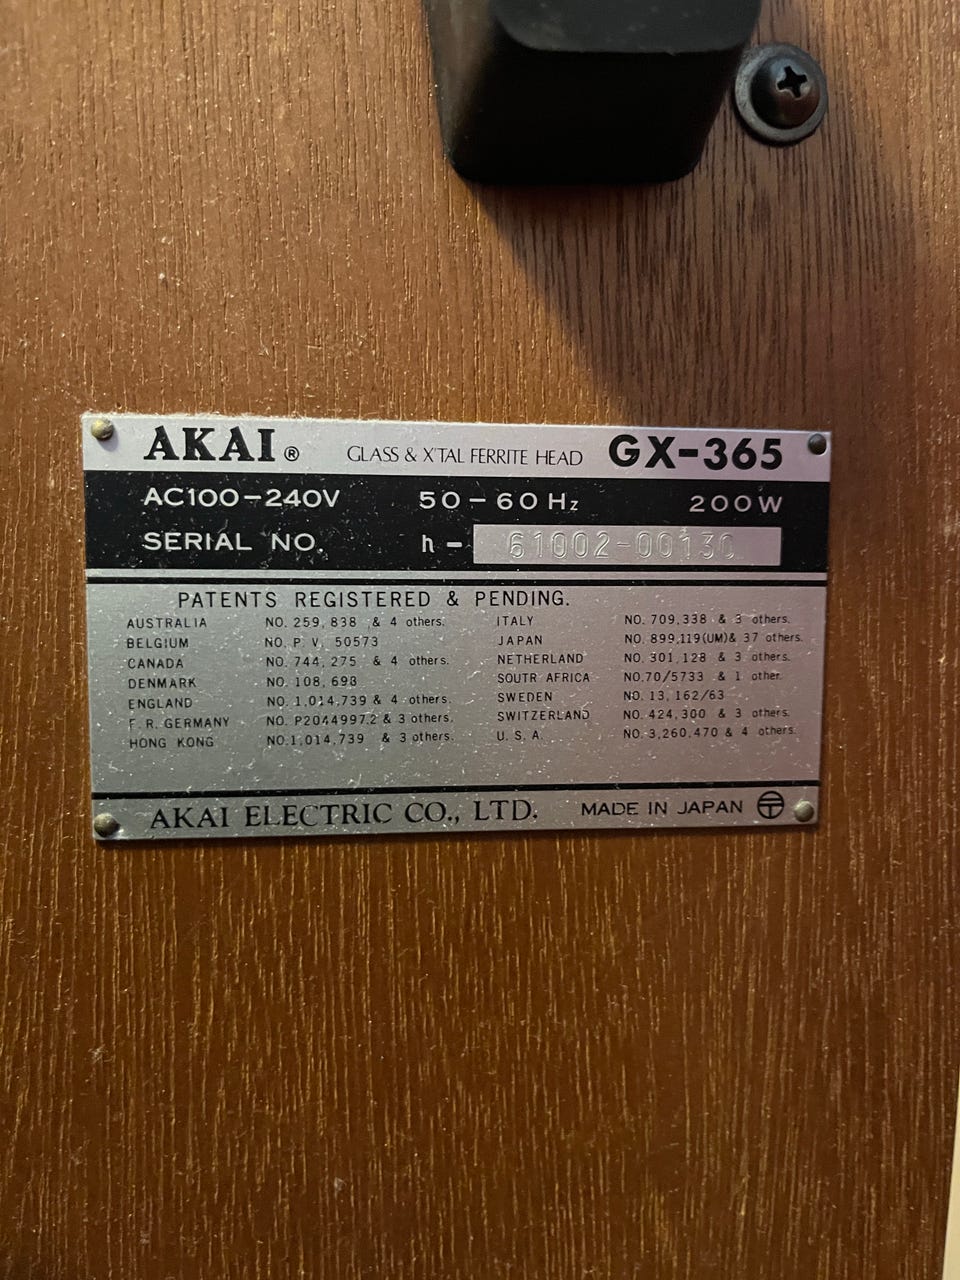 AKAI® GLASS & X'TAL FERRITE HEAD GX-365
AC100-240V 50-60Hz 200W
SERIAL NO. h- 61002-00130
PATENTS REGISTERED & PENDING.
AUSTRALIA NO. 259,838 & 4 others. ITALY NO. 709,338 & 3 others.
BELGIUM NO. P. V. 50573 JAPAN NO. 899,119(UM)& 37 others.
CANADA NO. 744,275 & 4 others. NETHERLAND NO. 301,128 & 3 others.
DENMARK NO. 108,698 SOUTR AFRICA NO.70/5733 & 1 other.
ENGLAND NO. 1,014,739 & 4 others. SWEDEN NO. 13,162/63
F. R. GERMANY NO. P2044997,2 & 3 others. SWITZERLAND NO. 424,300 & 3 others.
HONG KONG NO.1,014,739 & 3 others. U. S. A. NO. 3,260,470 & 4 others.
AKAI ELECTRIC CO., LTD. MADE IN JAPAN